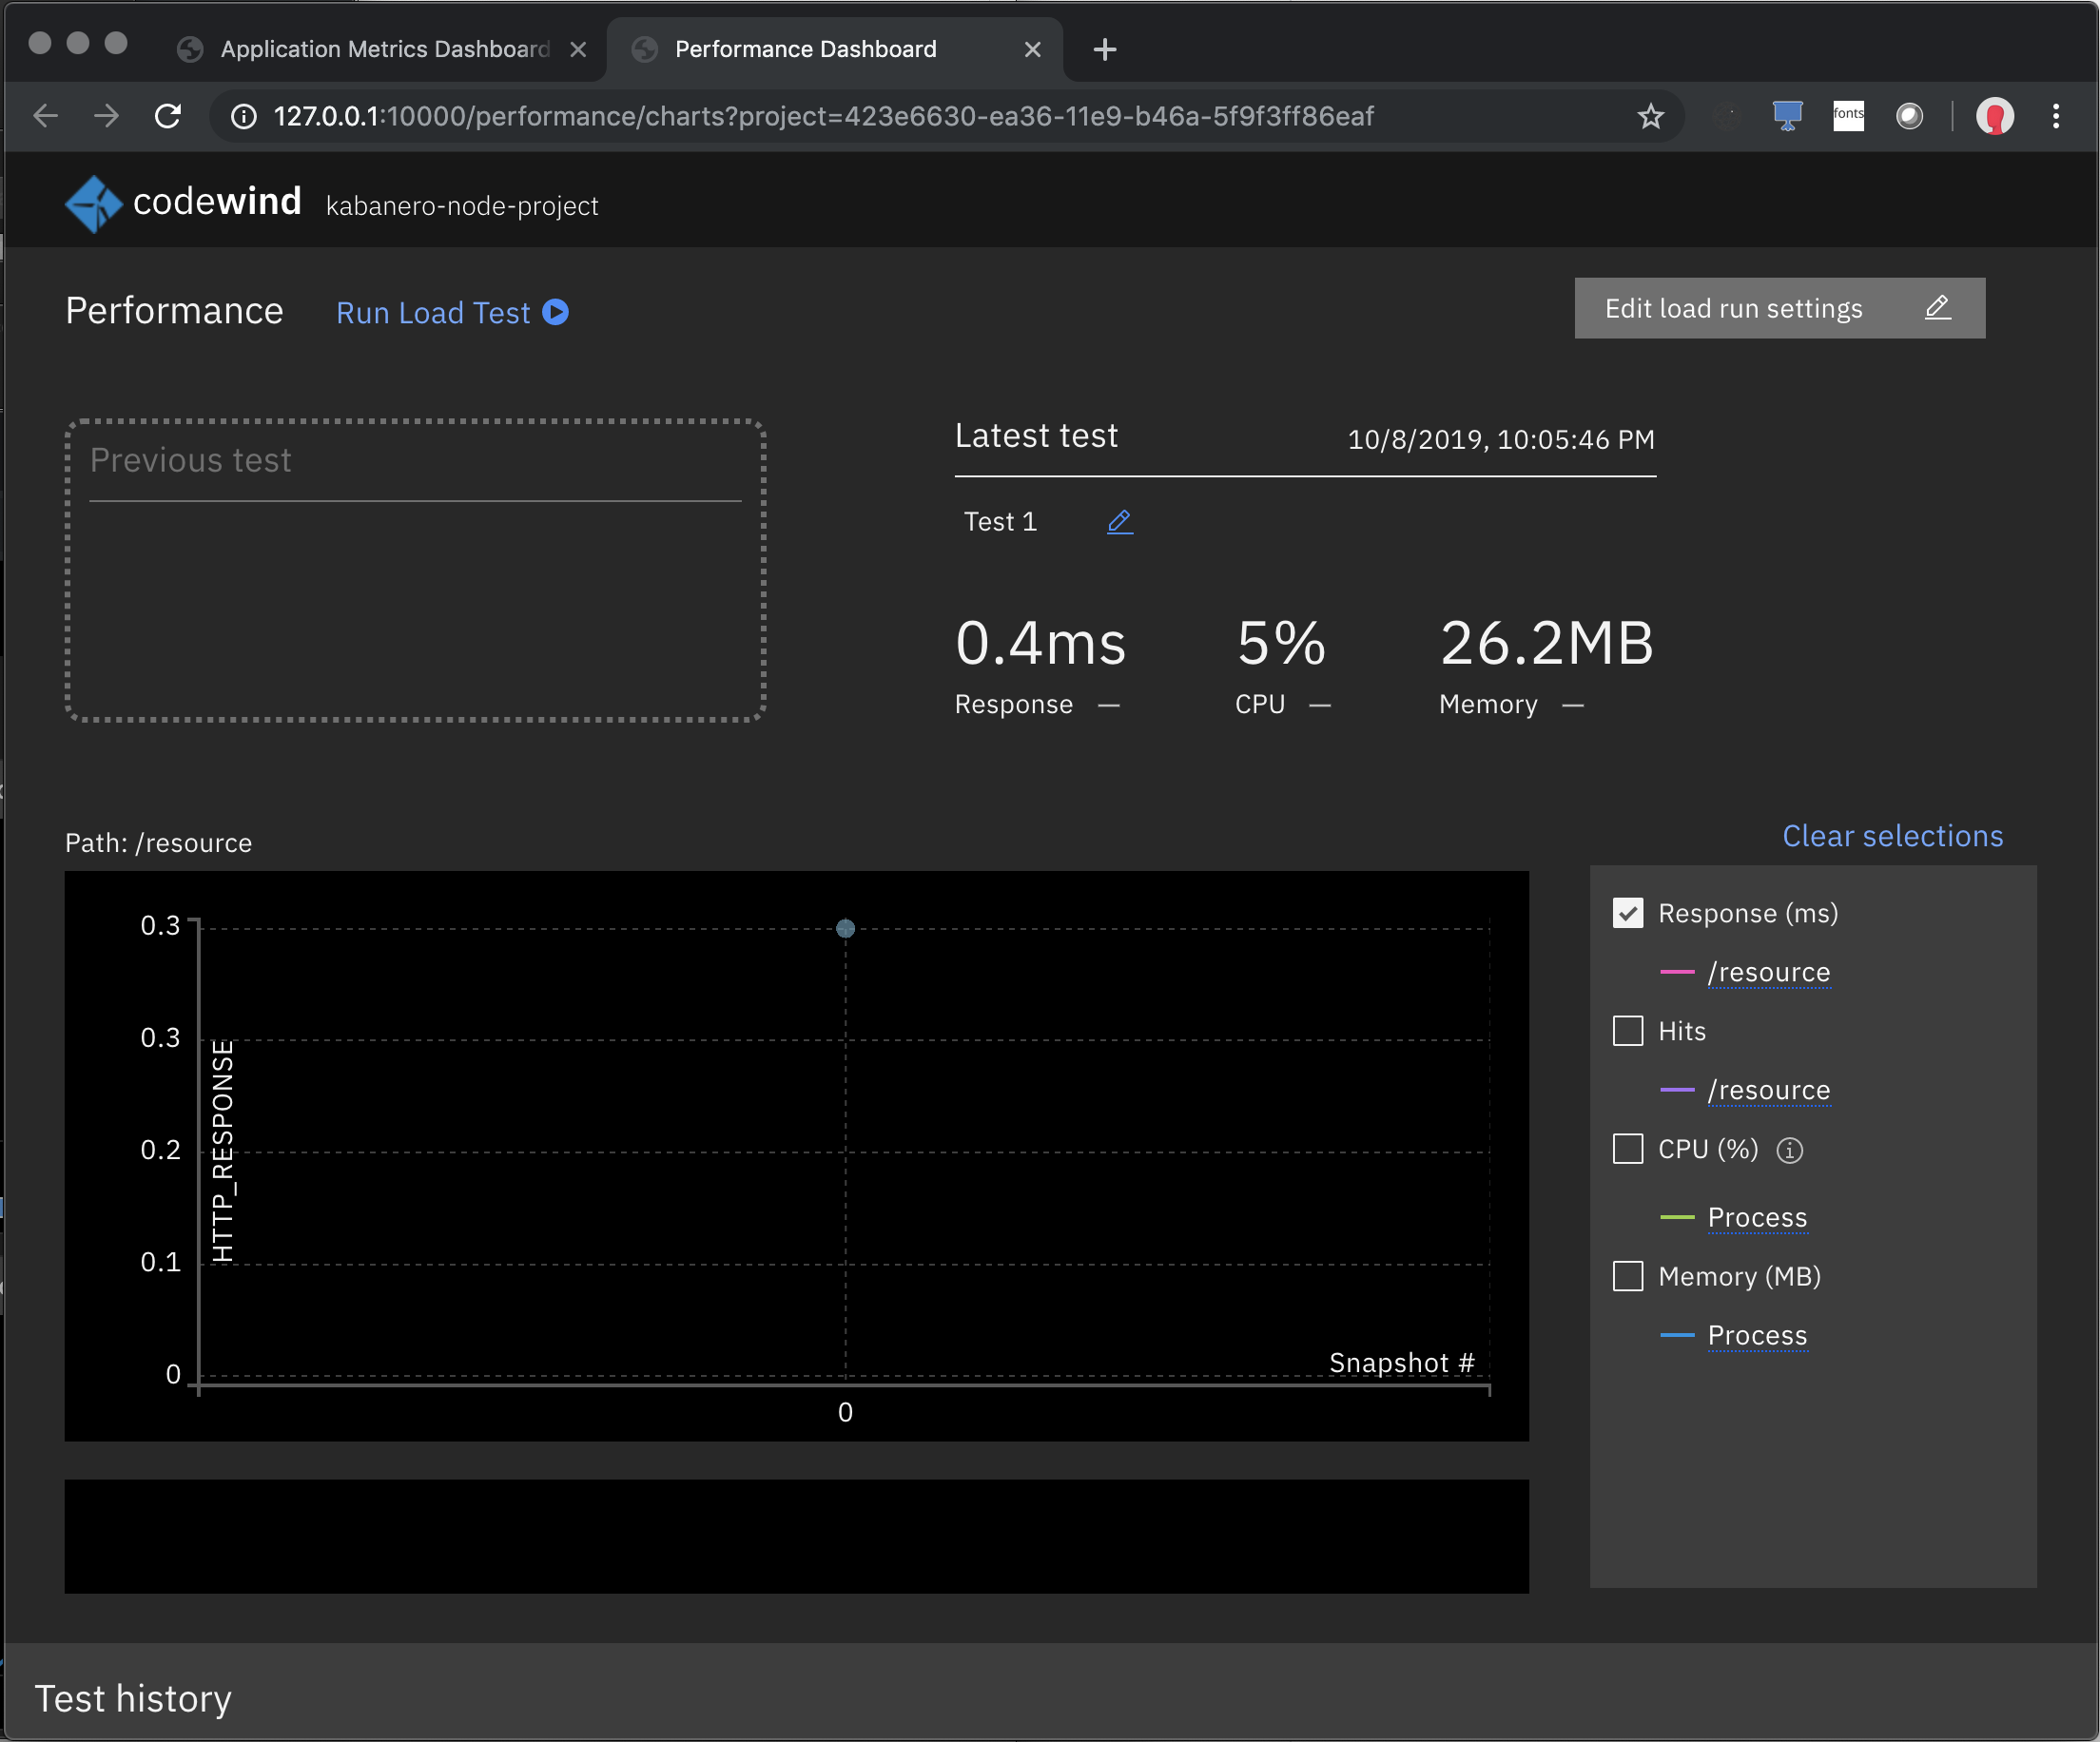 Application Metrics Dashboard
Performance Dashboard
127.0.0.1:10000/performance/charts?project=423e6630-ea36-11e9-b46a-5f9f3ff86eaf
fonts
codewind kabanero-node-project
Performance
Run Load Test
Edit load run settings
Previous test
Latest test
10/8/2019, 10:05:46 PM
Test 1
0.4ms
5%
26.2MB
Response —
CPU —
Memory —
Path: /resource
Clear selections
0.3
0.3
0.2
0.1
0
HTTP_RESPONSE
Snapshot #
0
Response (ms)
/resource
Hits
/resource
CPU (%)
Process
Memory (MB)
Process
Test history